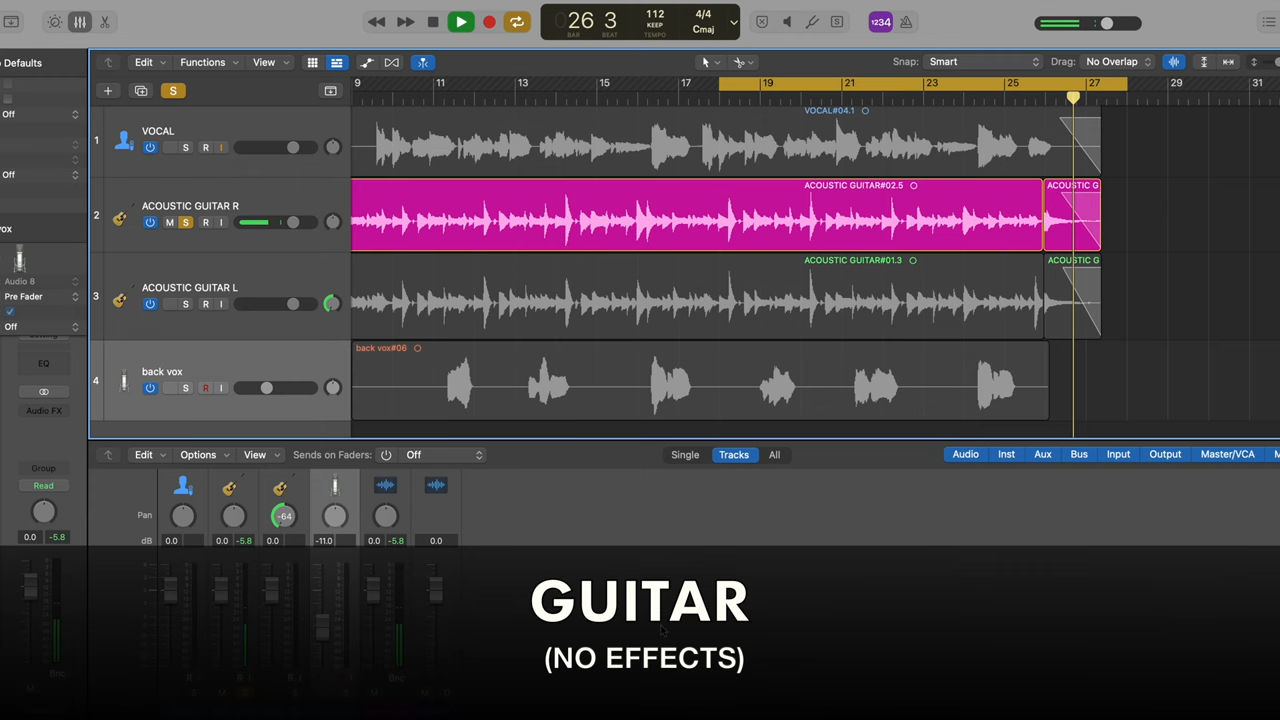 26 3
BAR BEAT
112
KEEP
TEMPO
4/4
Cmaj
S
1234
Defaults
Edit Functions View
Snap: Smart
Drag: No Overlap
S
9 11 13 15 17 19 21 23 25 27 29 31
Off
Off
1 VOCAL
S R I
VOCAL#04.1
2 ACOUSTIC GUITAR R
M S R I
ACOUSTIC GUITAR#02.5
ACOUSTIC G
3 ACOUSTIC GUITAR L
S R I
ACOUSTIC GUITAR#01.3
ACOUSTIC G
4 back vox
S R I
back vox#06
vox
Audio 8
Pre Fader
Off
EQ
Audio FX
Group
Read
0.0 -5.8
Bnc
M
Edit Options View
Sends on Faders: Off
Single Tracks All
Audio Inst Aux Bus Input Output Master/VCA
Pan
-64
dB 0.0 0.0 -5.8 0.0 -11.0 0.0 -5.8 0.0
Bnc
GUITAR
(NO EFFECTS)